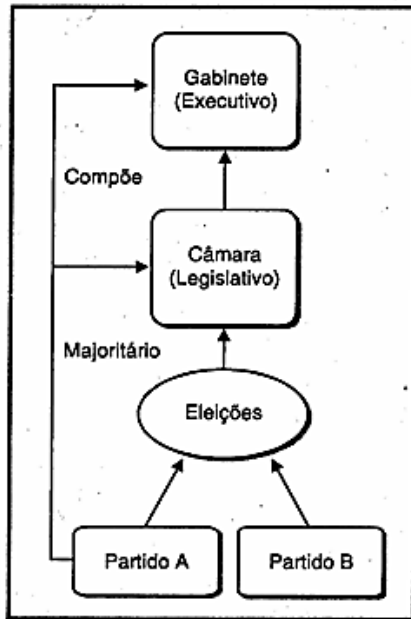 Gabinete
(Executivo)
Compõe
Câmara
(Legislativo)
Majoritário
Eleições
Partido A
Partido B